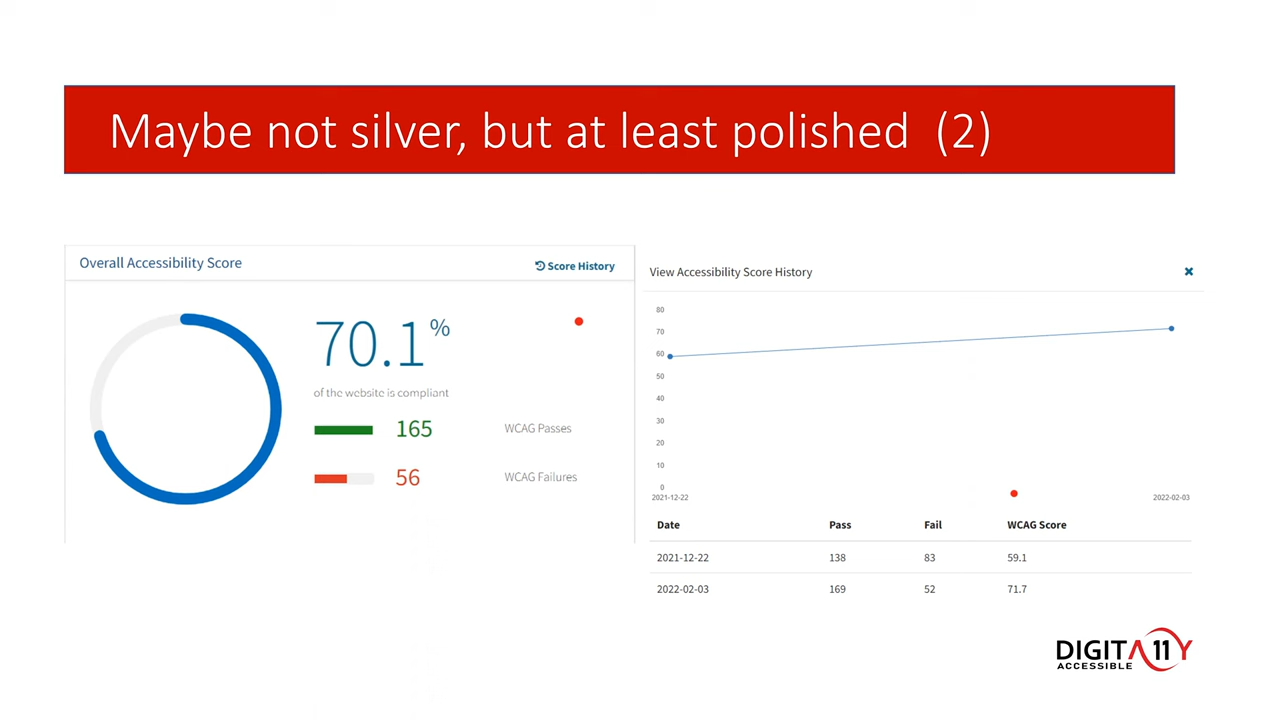 Maybe not silver, but at least polished (2)
Overall Accessibility Score
Score History
70.1%
of the website is compliant
165 WCAG Passes
56 WCAG Failures
View Accessibility Score History
80
70
60
50
40
30
20
10
0
2021-12-22 2022-02-03
Date Pass Fail WCAG Score
2021-12-22 138 83 59.1
2022-02-03 169 52 71.7
DIGITA11Y
ACCESSIBLE